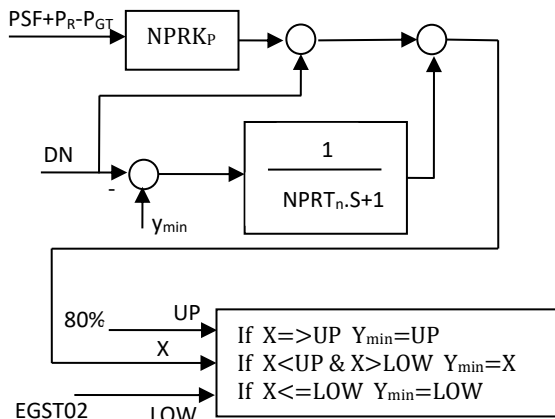 PSF+P_R-P_GT
NPRK_P
DN
-
y_min
1
NPRT_n.S+1
80%
UP
X
EGST02
LOW
If X=>UP Y_min=UP
If X<UP & X>LOW Y_min=X
If X<=LOW Y_min=LOW